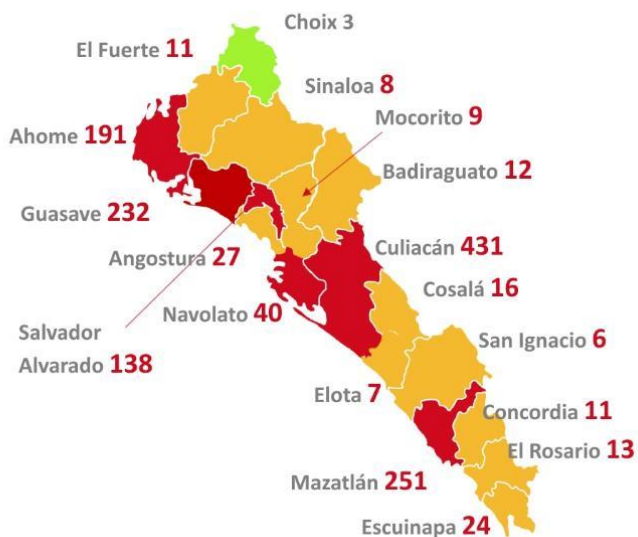 Choix 3
El Fuerte 11
Sinaloa 8
Mocorito 9
Ahome 191
Badiraguato 12
Guasave 232
Culiacán 431
Angostura 27
Cosalá 16
Navolato 40
Salvador
Alvarado 138
San Ignacio 6
Elota 7
Concordia 11
El Rosario 13
Mazatlán 251
Escuinapa 24